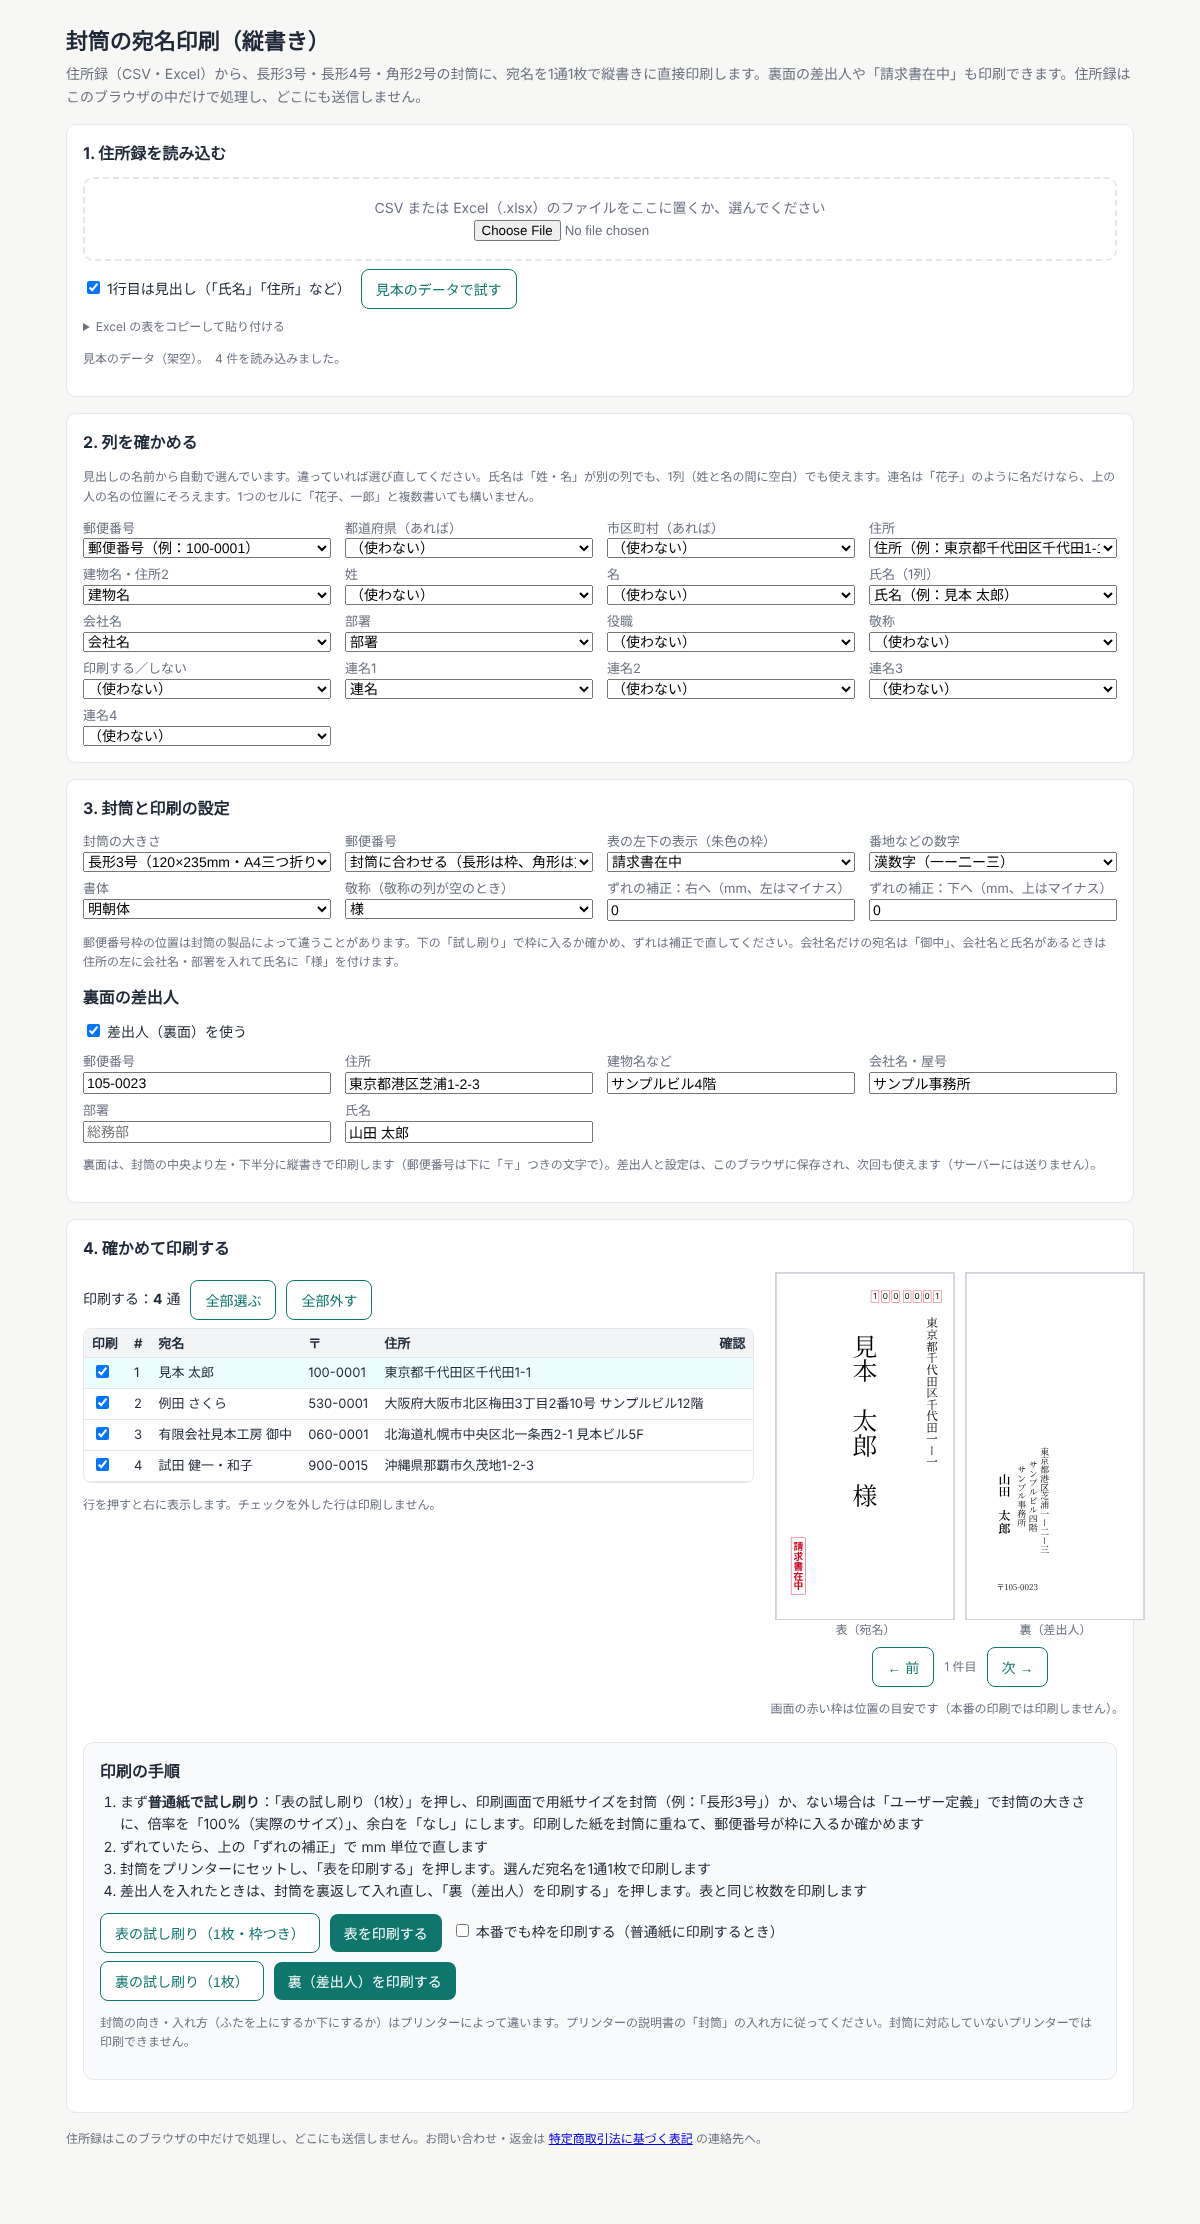 封筒の宛名印刷（縦書き）
住所録（CSV・Excel）から、長形3号・長形4号・角形2号の封筒に、宛名を1通1枚で縦書きに直接印刷します。裏面の差出人や「請求書在中」も印刷できます。住所録は
このブラウザの中だけで処理し、どこにも送信しません。
1. 住所録を読み込む
CSV または Excel（.xlsx）のファイルをここに置くか、選んでください
Choose File No file chosen
1行目は見出し（「氏名」「住所」など） 見本のデータで試す
▶ Excel の表をコピーして貼り付ける
見本のデータ（架空）。 4 件を読み込みました。
2. 列を確かめる
見出しの名前から自動で選んでいます。違っていれば選び直してください。氏名は「姓・名」が別の列でも、1列（姓と名の間に空白）でも使えます。連名は「花子」のように名だけなら、上の
人の名の位置にそろえます。1つのセルに「花子、一郎」と複数書いても構いません。
郵便番号 都道府県（あれば） 市区町村（あれば） 住所
郵便番号（例：100-0001） （使わない） （使わない） 住所（例：東京都千代田区千代田1-1
建物名・住所2 姓 名 氏名（1列）
建物名 （使わない） （使わない） 氏名（例：見本 太郎）
会社名 部署 役職 敬称
会社名 部署 （使わない） （使わない）
印刷する／しない 連名1 連名2 連名3
（使わない） 連名 （使わない） （使わない）
連名4
（使わない）
3. 封筒と印刷の設定
封筒の大きさ 郵便番号 表の左下の表示（朱色の枠） 番地などの数字
長形3号（120×235mm・A4三つ折り 封筒に合わせる（長形は枠、角形は 請求書在中 漢数字（一ー二ー三）
書体 敬称（敬称の列が空のとき） ずれの補正：右へ（mm、左はマイナス） ずれの補正：下へ（mm、上はマイナス）
明朝体 様 0 0
郵便番号枠の位置は封筒の製品によって違うことがあります。下の「試し刷り」で枠に入るか確かめ、ずれは補正で直してください。会社名だけの宛名は「御中」、会社名と氏名があるときは
住所の左に会社名・部署を入れて氏名に「様」を付けます。
裏面の差出人
差出人（裏面）を使う
郵便番号 住所 建物名など 会社名・屋号
105-0023 東京都港区芝浦1-2-3 サンプルビル4階 サンプル事務所
部署 氏名
総務部 山田 太郎
裏面は、封筒の中央より左・下半分に縦書きで印刷します（郵便番号は下に「〒」つきの文字で）。差出人と設定は、このブラウザに保存され、次回も使えます（サーバーには送りません）。
4. 確かめて印刷する
印刷する：4 通 全部選ぶ 全部外す
印刷 # 宛名 〒 住所 確認
1 見本 太郎 100-0001 東京都千代田区千代田1-1
2 例田 さくら 530-0001 大阪府大阪市北区梅田3丁目2番10号 サンプルビル12階
3 有限会社見本工房 御中 060-0001 北海道札幌市中央区北一条西2-1 見本ビル5F
4 試田 健一・和子 900-0015 沖縄県那覇市久茂地1-2-3
行を押すと右に表示します。チェックを外した行は印刷しません。
1000001
東京都千代田区千代田一ー一
見本 太郎 様
請求書在中
東京都港区芝浦一ー二ー三
サンプルビル四階
サンプル事務所
山田 太郎
〒105-0023
表（宛名） 裏（差出人）
← 前 1 件目 次 →
画面の赤い枠は位置の目安です（本番の印刷では印刷しません）。
印刷の手順
1. まず普通紙で試し刷り：「表の試し刷り（1枚）」を押し、印刷画面で用紙サイズを封筒（例：「長形3号」）か、ない場合は「ユーザー定義」で封筒の大きさ
に、倍率を「100%（実際のサイズ）」、余白を「なし」にします。印刷した紙を封筒に重ねて、郵便番号が枠に入るか確かめます
2. ずれていたら、上の「ずれの補正」で mm 単位で直します
3. 封筒をプリンターにセットし、「表を印刷する」を押します。選んだ宛名を1通1枚で印刷します
4. 差出人を入れたときは、封筒を裏返して入れ直し、「裏（差出人）を印刷する」を押します。表と同じ枚数を印刷します
表の試し刷り（1枚・枠つき） 表を印刷する 本番でも枠を印刷する（普通紙に印刷するとき）
裏の試し刷り（1枚） 裏（差出人）を印刷する
封筒の向き・入れ方（ふたを上にするか下にするか）はプリンターによって違います。プリンターの説明書の「封筒」の入れ方に従ってください。封筒に対応していないプリンターでは
印刷できません。
住所録はこのブラウザの中だけで処理し、どこにも送信しません。お問い合わせ・返金は 特定商取引法に基づく表記 の連絡先へ。